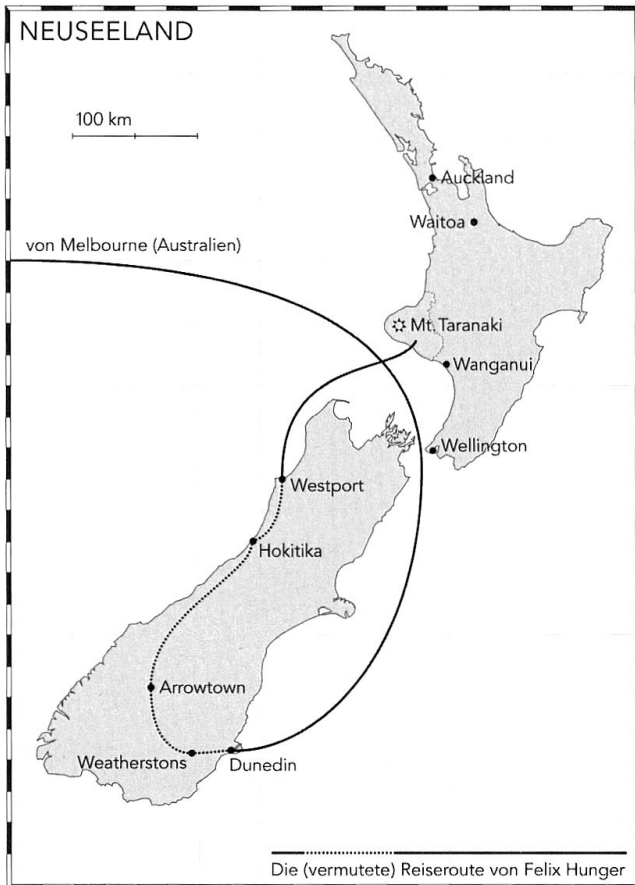 NEUSEELAND
100 km
Auckland
Waitoa
von Melbourne (Australien)
Mt. Taranaki
Wanganui
Wellington
Westport
Hokitika
Arrowtown
Weatherstons
Dunedin
Die (vermutete) Reiseroute von Felix Hunger